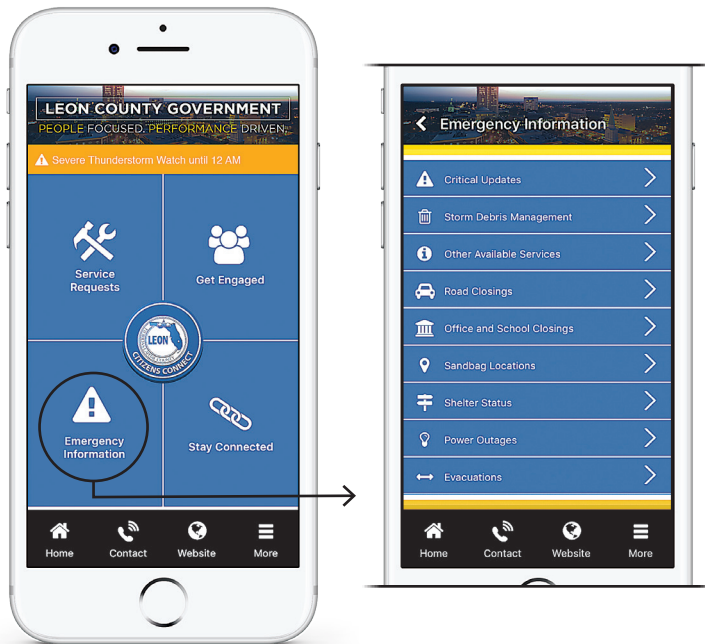 LEON COUNTY GOVERNMENT
PEOPLE FOCUSED. PERFORMANCE DRIVEN.
Severe Thunderstorm Watch until 12 AM
Service
Requests
Get Engaged
LEON
CITIZENS CONNECT
Emergency
Information
Stay Connected
Home
Contact
Website
More
Emergency Information
Critical Updates
Storm Debris Management
Other Available Services
Road Closings
Office and School Closings
Sandbag Locations
Shelter Status
Power Outages
Evacuations
Home
Contact
Website
More